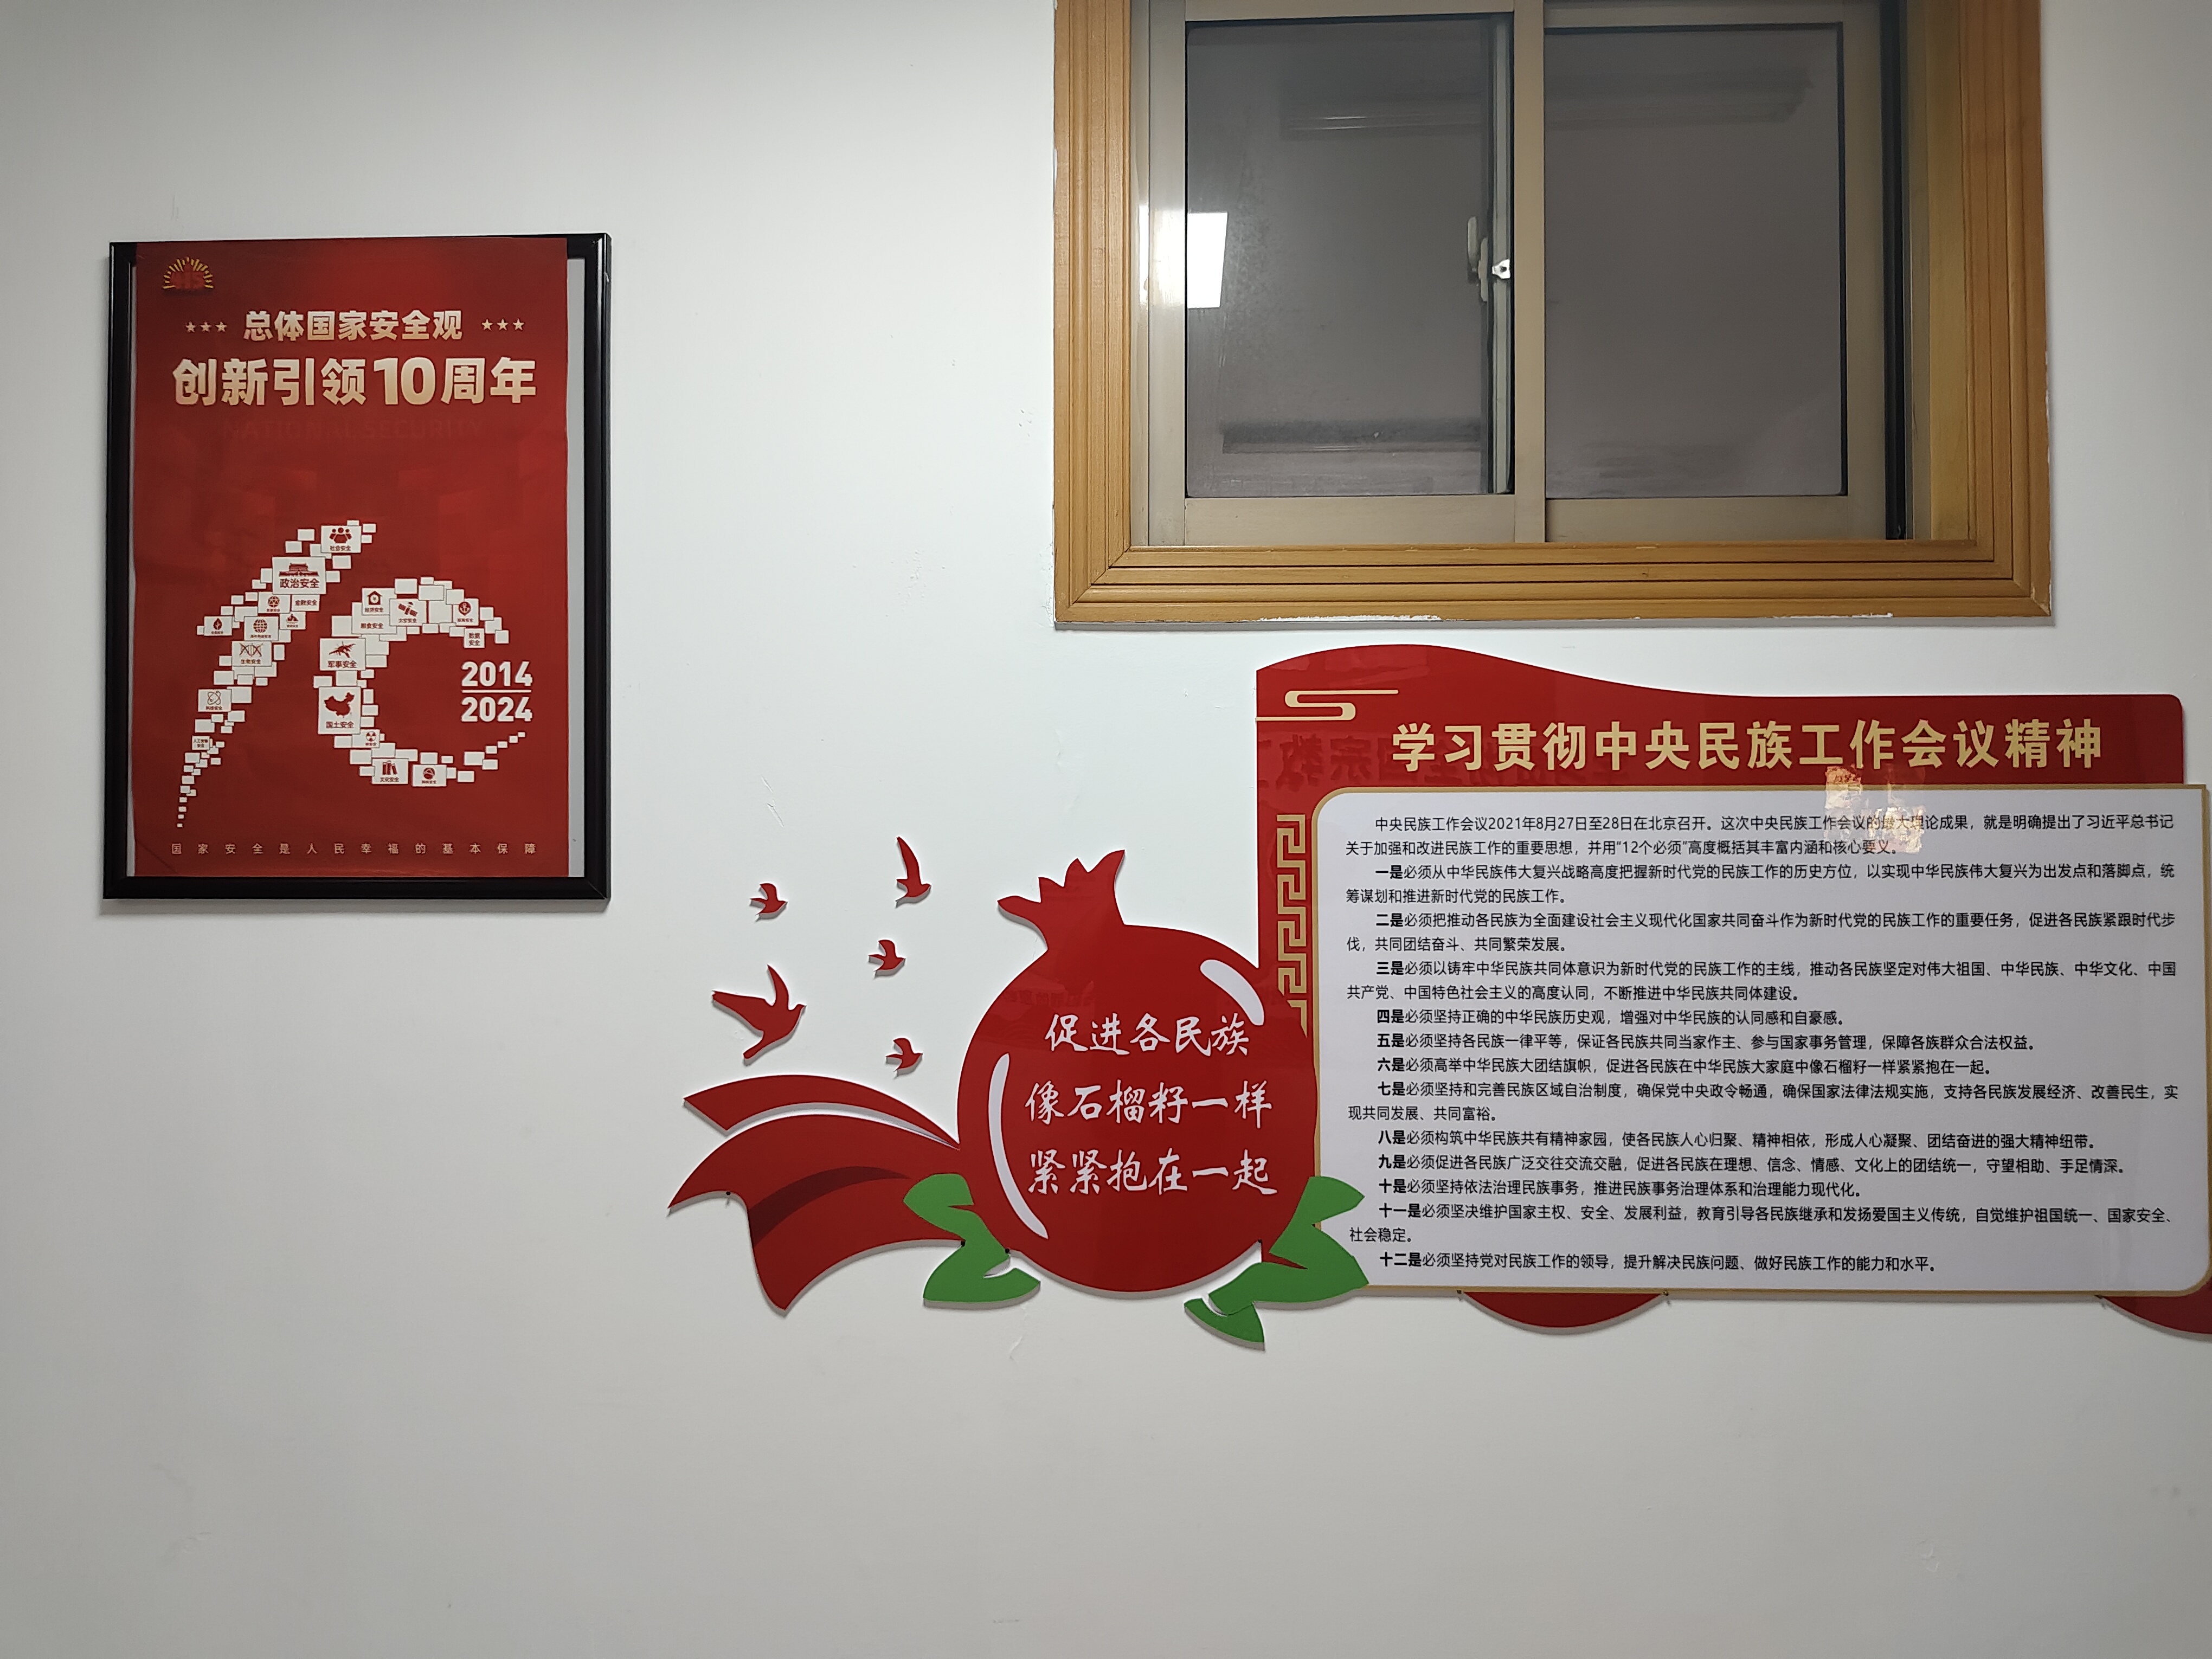 总体国家安全观
创新引领10周年
NATIONAL SECURITY
社会安全
政治安全
金融安全
经济安全
太空安全
粮食安全
数据
安全
生物安全
军事安全
国土安全
文化安全
2014
2024
国家安全是人民幸福的基本保障
促进各民族
像石榴籽一样
紧紧抱在一起
学习贯彻中央民族工作会议精神
中央民族工作会议2021年8月27日至28日在北京召开。这次中央民族工作会议的最大理论成果，就是明确提出了习近平总书记
关于加强和改进民族工作的重要思想，并用“12个必须”高度概括其丰富内涵和核心要义。
一是必须从中华民族伟大复兴战略高度把握新时代党的民族工作的历史方位，以实现中华民族伟大复兴为出发点和落脚点，统
筹谋划和推进新时代党的民族工作。
二是必须把推动各民族为全面建设社会主义现代化国家共同奋斗作为新时代党的民族工作的重要任务，促进各民族紧跟时代步
伐，共同团结奋斗、共同繁荣发展。
三是必须以铸牢中华民族共同体意识为新时代党的民族工作的主线，推动各民族坚定对伟大祖国、中华民族、中华文化、中国
共产党、中国特色社会主义的高度认同，不断推进中华民族共同体建设。
四是必须坚持正确的中华民族历史观，增强对中华民族的认同感和自豪感。
五是必须坚持各民族一律平等，保证各民族共同当家作主、参与国家事务管理，保障各族群众合法权益。
六是必须高举中华民族大团结旗帜，促进各民族在中华民族大家庭中像石榴籽一样紧紧抱在一起。
七是必须坚持和完善民族区域自治制度，确保党中央政令畅通，确保国家法律法规实施，支持各民族发展经济、改善民生，实
现共同发展、共同富裕。
八是必须构筑中华民族共有精神家园，使各民族人心归聚、精神相依，形成人心凝聚、团结奋进的强大精神纽带。
九是必须促进各民族广泛交往交流交融，促进各民族在理想、信念、情感、文化上的团结统一，守望相助、手足情深。
十是必须坚持依法治理民族事务，推进民族事务治理体系和治理能力现代化。
十一是必须坚决维护国家主权、安全、发展利益，教育引导各民族继承和发扬爱国主义传统，自觉维护祖国统一、国家安全、
社会稳定。
十二是必须坚持党对民族工作的领导，提升解决民族问题、做好民族工作的能力和水平。